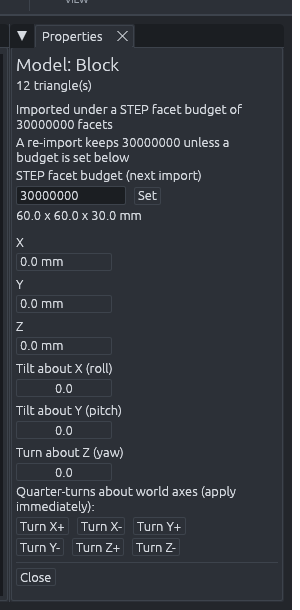 VIEW
Properties
Model: Block
12 triangle(s)
Imported under a STEP facet budget of
30000000 facets
A re-import keeps 30000000 unless a
budget is set below
STEP facet budget (next import)
30000000 Set
60.0 x 60.0 x 30.0 mm
X
0.0 mm
Y
0.0 mm
Z
0.0 mm
Tilt about X (roll)
0.0
Tilt about Y (pitch)
0.0
Turn about Z (yaw)
0.0
Quarter-turns about world axes (apply
immediately):
Turn X+ Turn X- Turn Y+
Turn Y- Turn Z+ Turn Z-
Close